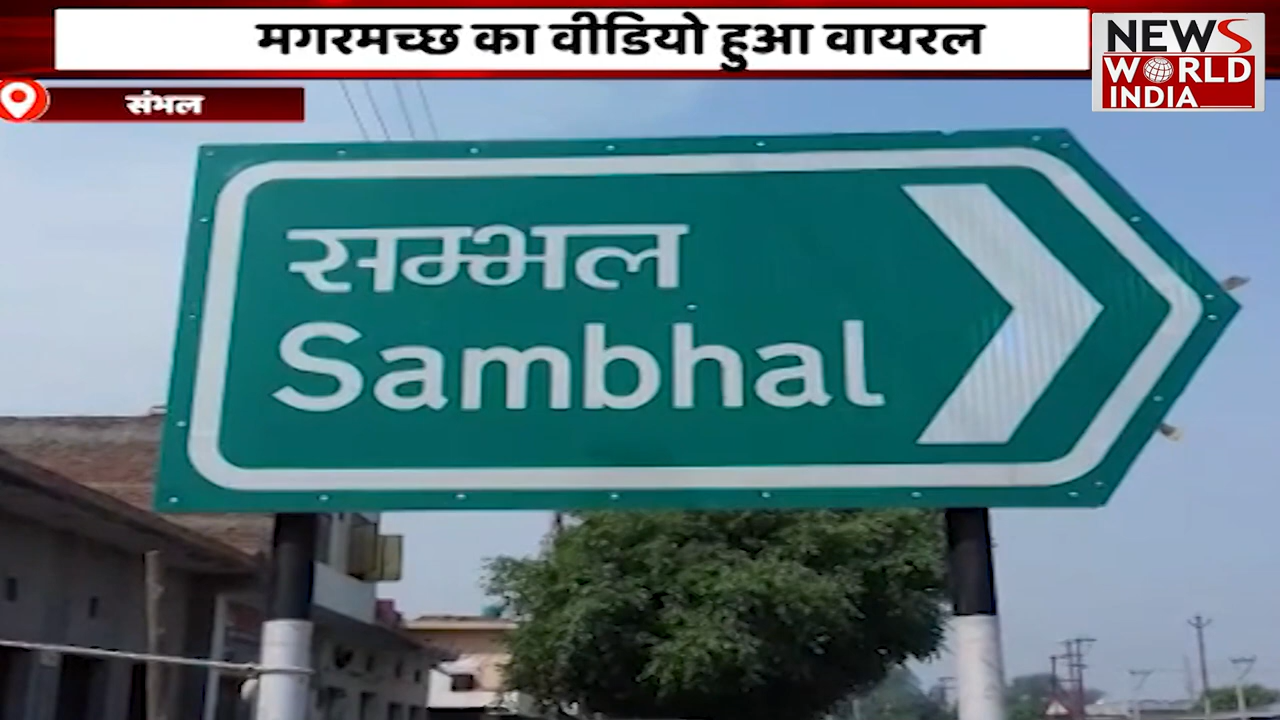 मगरमच्छ का वीडियो हुआ वायरल
NEWS
WORLD
INDIA
संभल
सम्भल
Sambhal